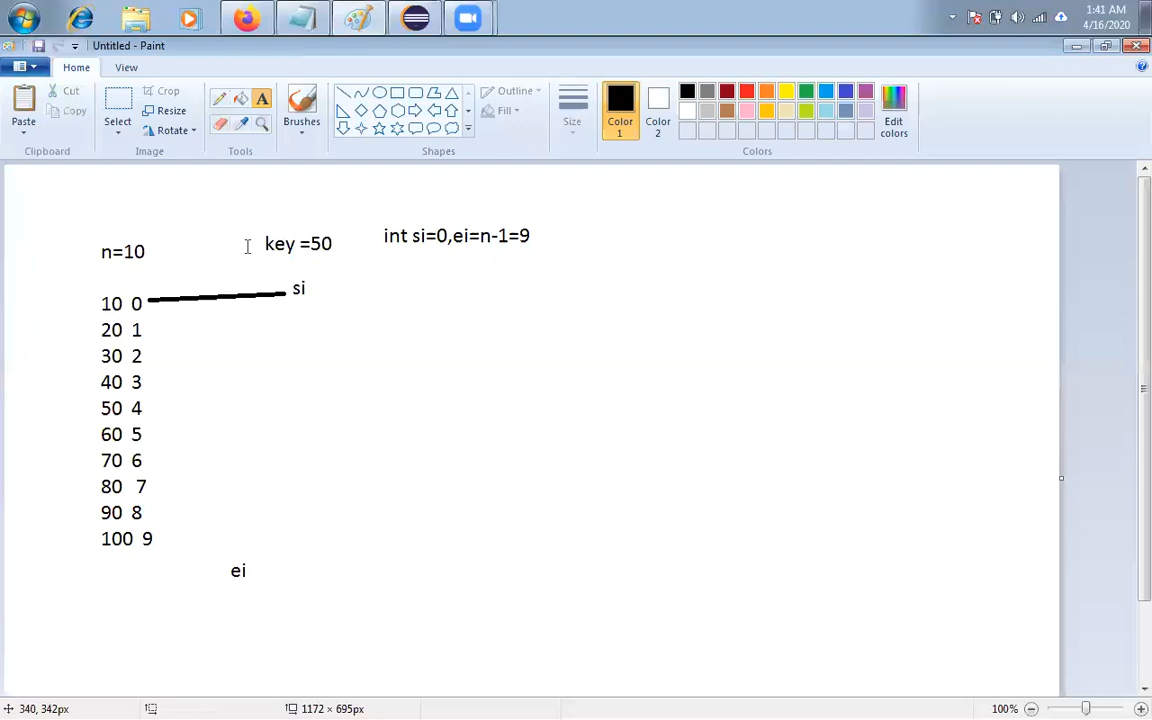 1:41 AM
4/16/2020
Untitled - Paint
Home
View
Paste
Cut
Copy
Clipboard
Select
Crop
Resize
Rotate
Image
Tools
Brushes
Shapes
Outline
Fill
Size
Color 1
Color 2
Edit colors
Colors
n=10
key =50
int si=0,ei=n-1=9
si
10 0
20 1
30 2
40 3
50 4
60 5
70 6
80 7
90 8
100 9
ei
340, 342px
1172 × 695px
100%